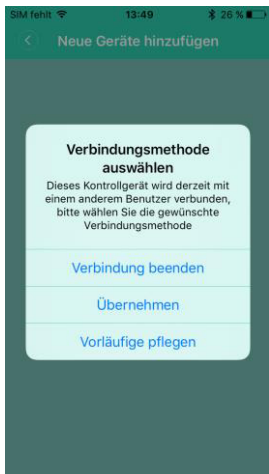 SIM fehlt 13:49 26 %
Neue Geräte hinzufügen
Verbindungsmethode
auswählen
Dieses Kontrollgerät wird derzeit mit
einem anderem Benutzer verbunden,
bitte wählen Sie die gewünschte
Verbindungsmethode
Verbindung beenden
Übernehmen
Vorläufige pflegen